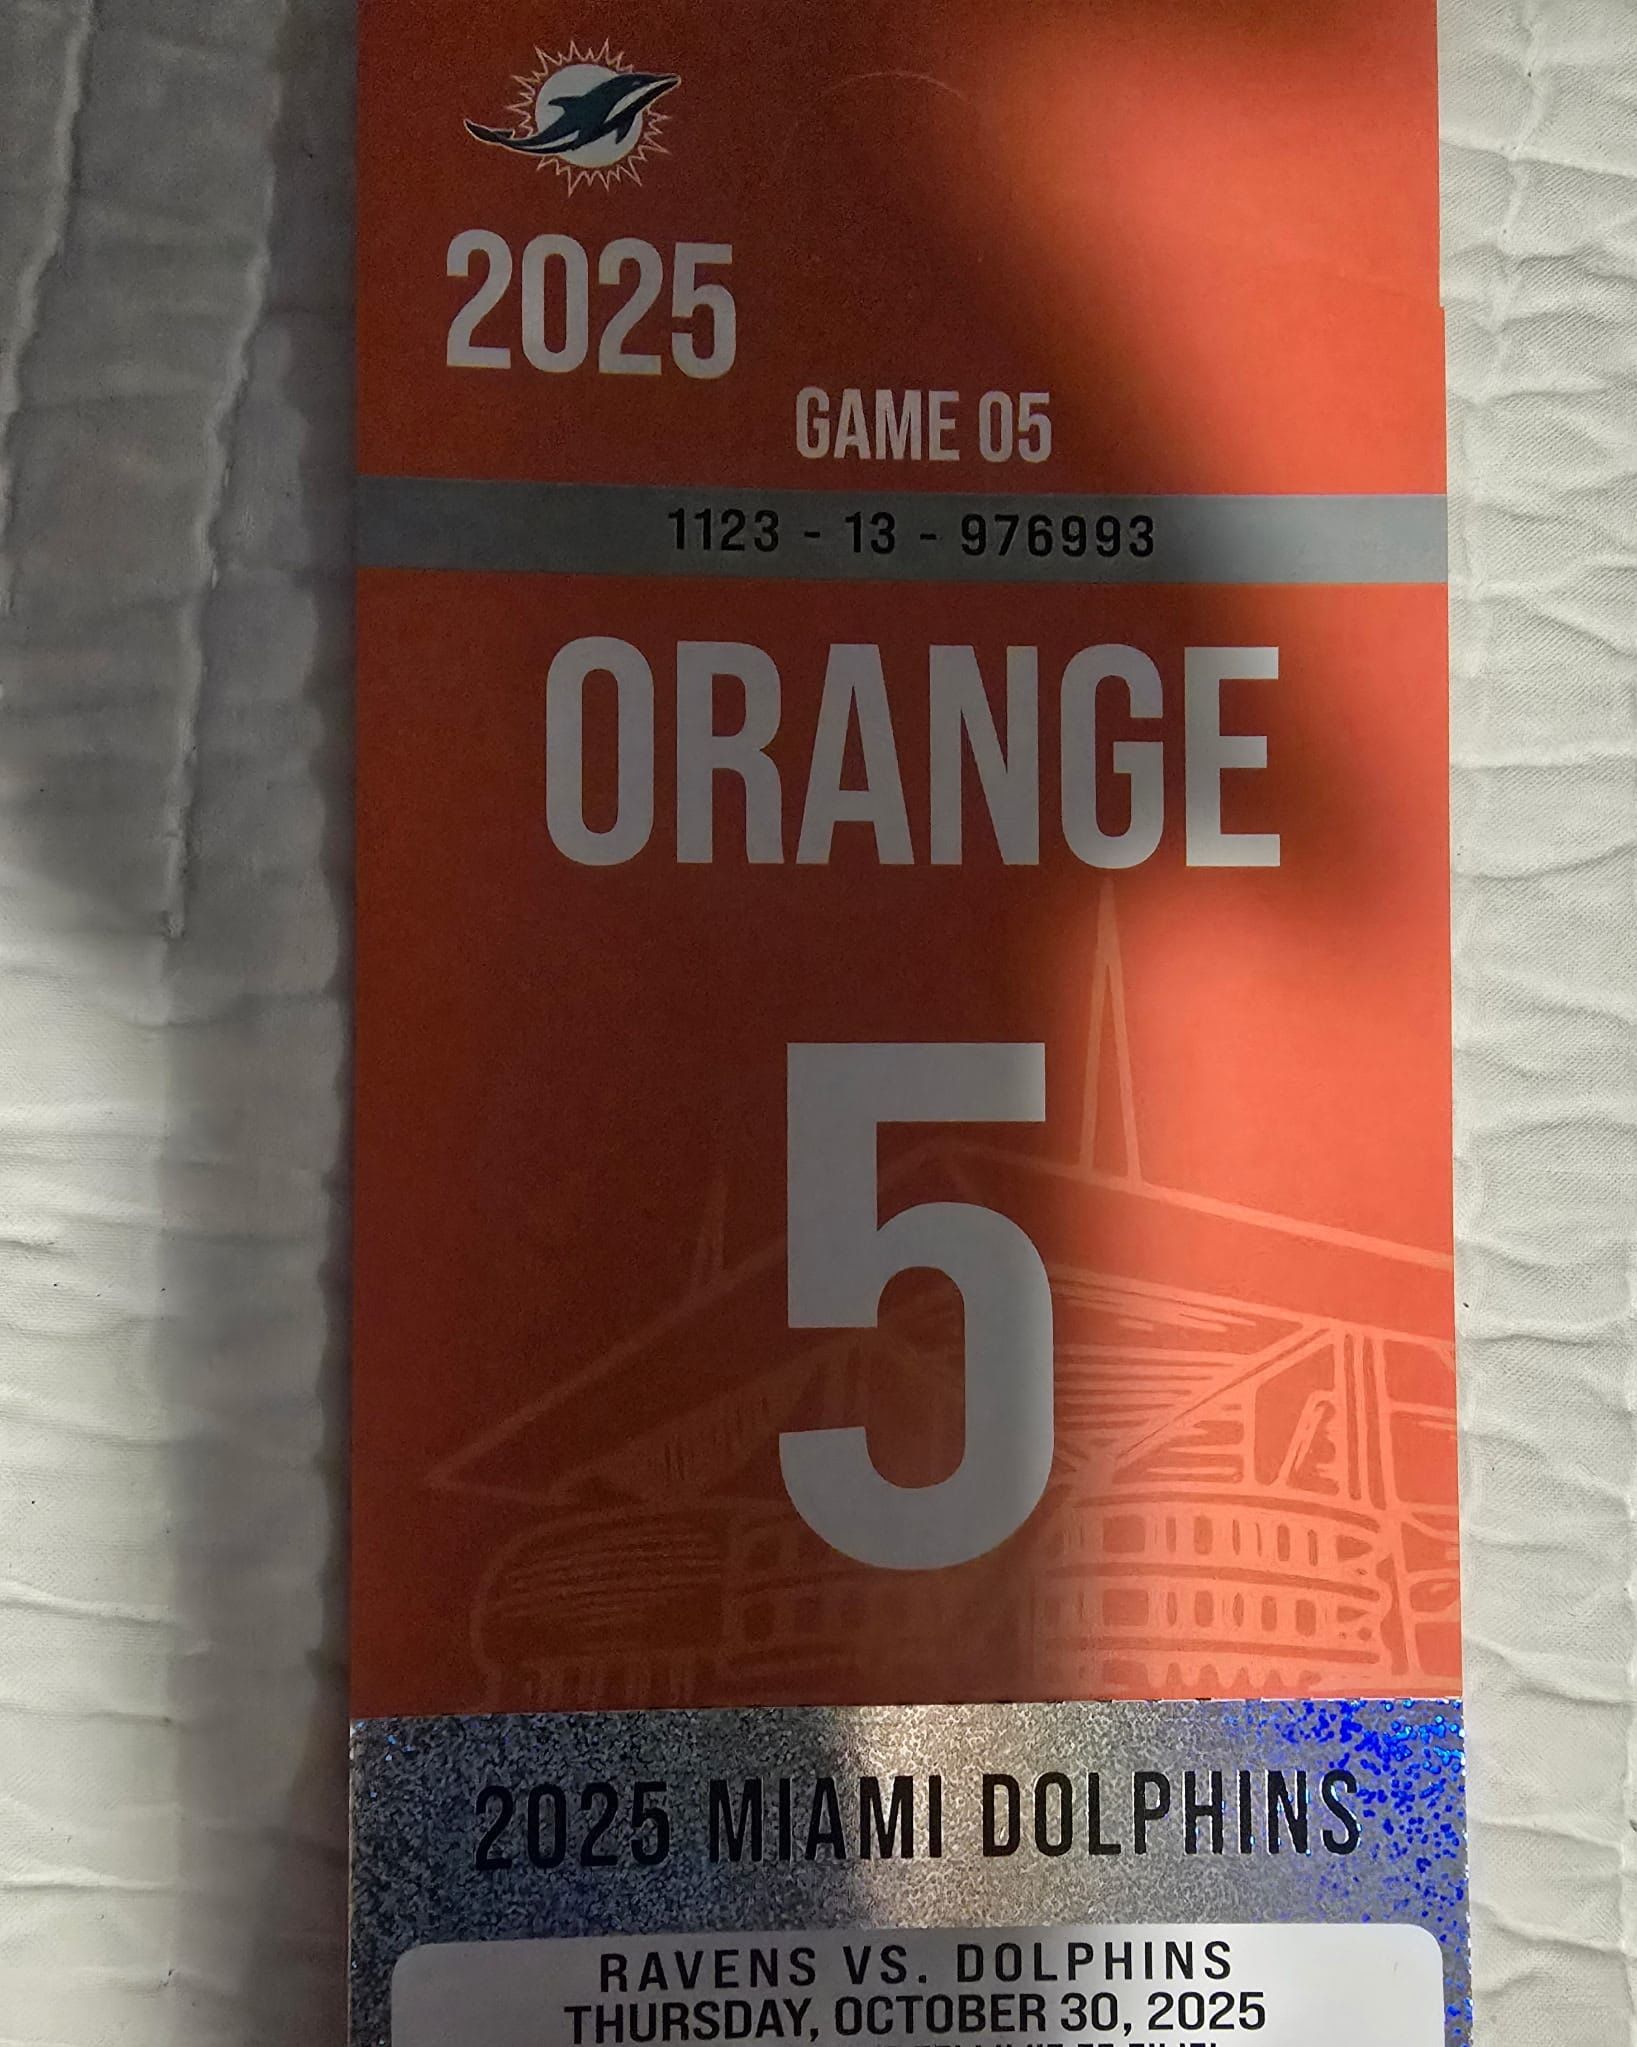 2025
GAME 05
1123 - 13 - 976993
ORANGE
5
2025 MIAMI DOLPHINS
RAVENS VS. DOLPHINS
THURSDAY, OCTOBER 30, 2025